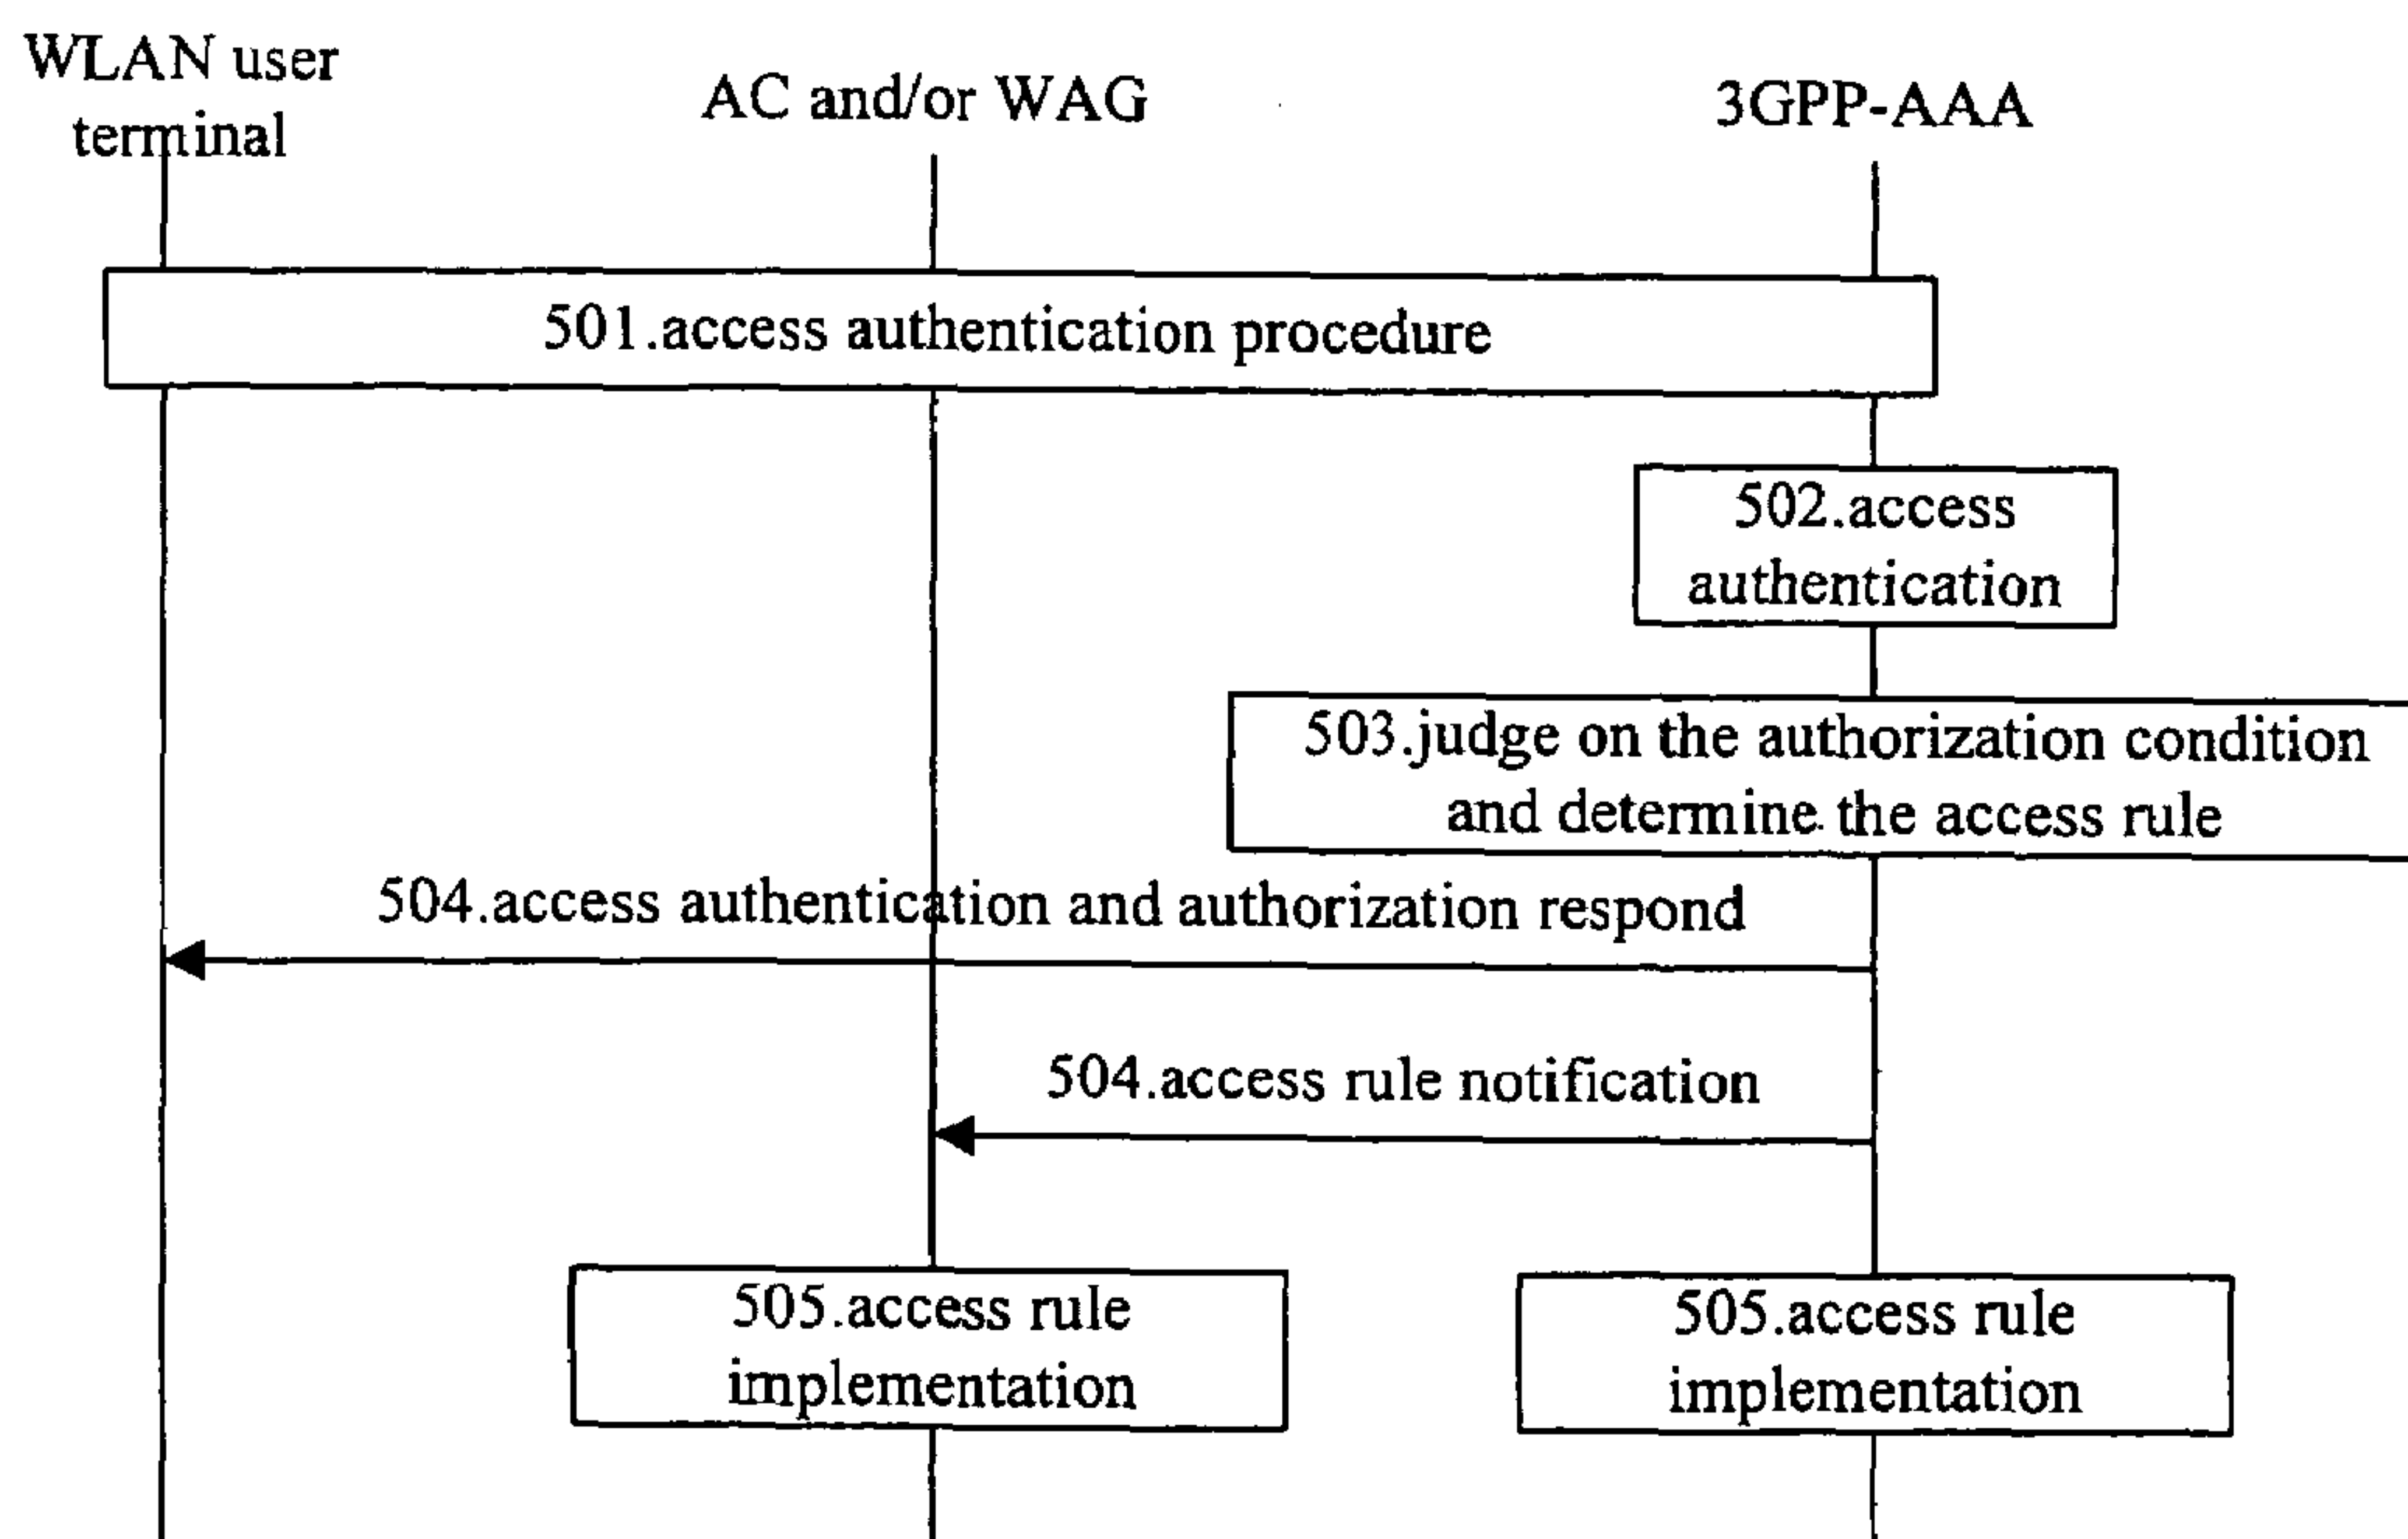 WLAN user
terminal
AC and/or WAG
3GPP-AAA
501.access authentication procedure
502.access
authentication
503.judge on the authorization condition
and determine the access rule
504.access authentication and authorization respond
504.access rule notification
505.access rule
implementation
505.access rule
implementation